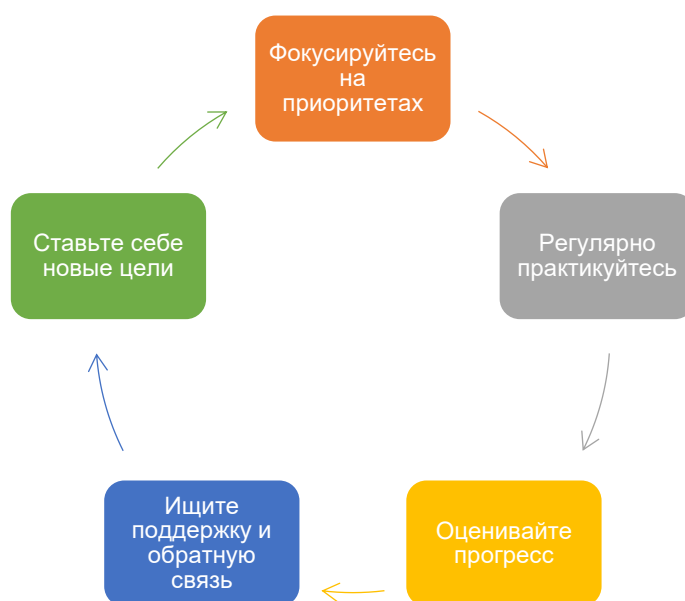 Фокусируйтесь
на
приоритетах
Регулярно
практикуйтесь
Оценивайте
прогресс
Ищите
поддержку и
обратную
связь
Ставьте себе
новые цели